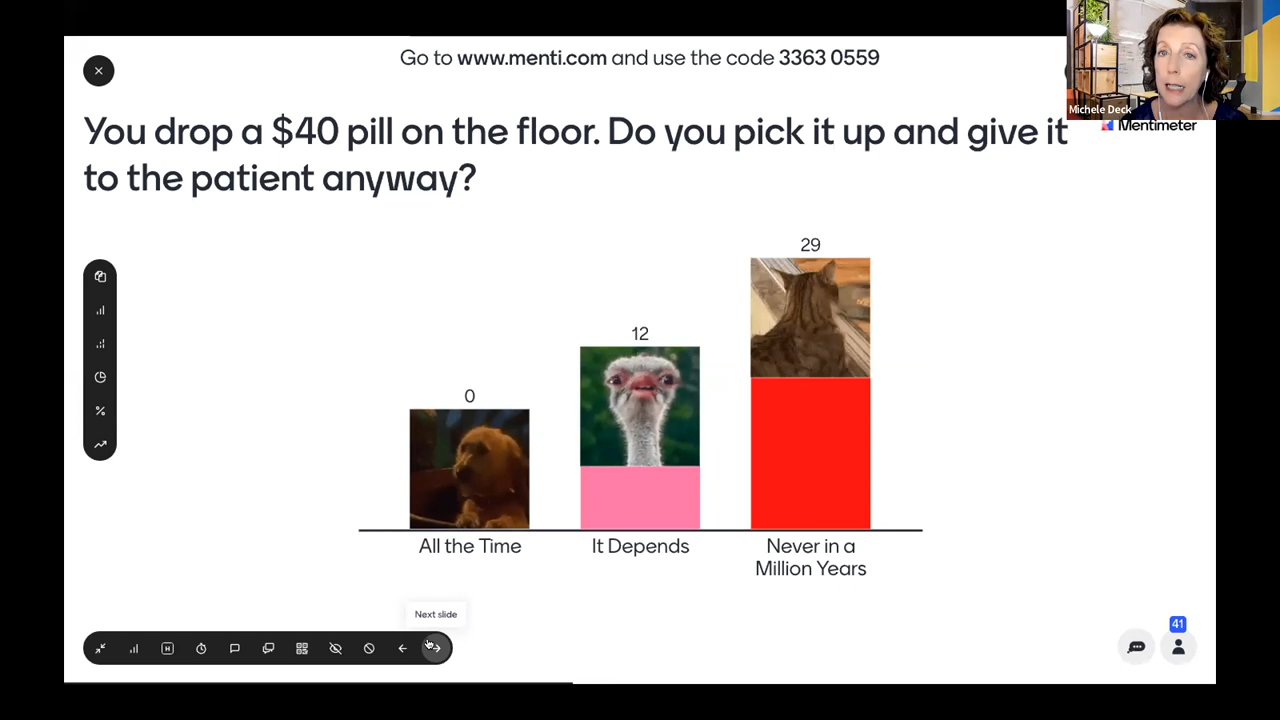 Go to www.menti.com and use the code 3363 0559
Michele Deck
Mentimeter
You drop a $40 pill on the floor. Do you pick it up and give it
to the patient anyway?
29
12
0
All the Time
It Depends
Never in a
Million Years
Next slide
H
41